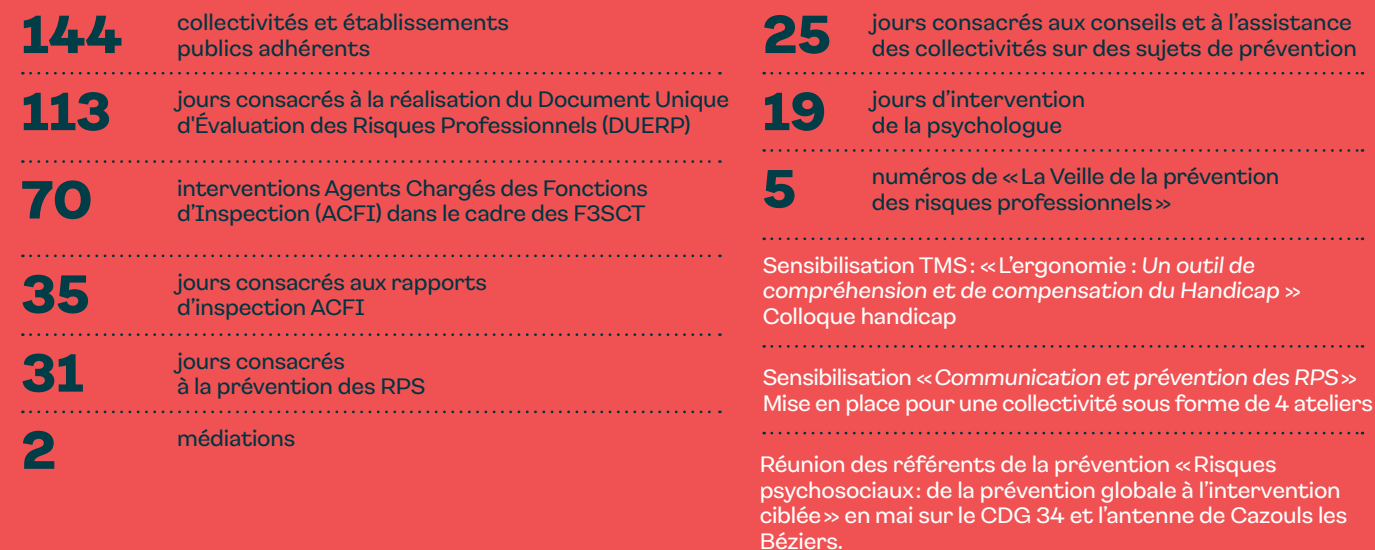 144
collectivités et établissements
publics adhérents
113
jours consacrés à la réalisation du Document Unique
d'Évaluation des Risques Professionnels (DUERP)
70
interventions Agents Chargés des Fonctions
d’Inspection (ACFI) dans le cadre des F3SCT
35
jours consacrés aux rapports
d’inspection ACFI
31
jours consacrés
à la prévention des RPS
2
médiations
25
jours consacrés aux conseils et à l’assistance
des collectivités sur des sujets de prévention
19
jours d’intervention
de la psychologue
5
numéros de « La Veille de la prévention
des risques professionnels »
Sensibilisation TMS : « L’ergonomie : Un outil de
compréhension et de compensation du Handicap »
Colloque handicap
Sensibilisation « Communication et prévention des RPS »
Mise en place pour une collectivité sous forme de 4 ateliers
Réunion des référents de la prévention « Risques
psychosociaux : de la prévention globale à l’intervention
ciblée » en mai sur le CDG 34 et l’antenne de Cazouls les
Béziers.